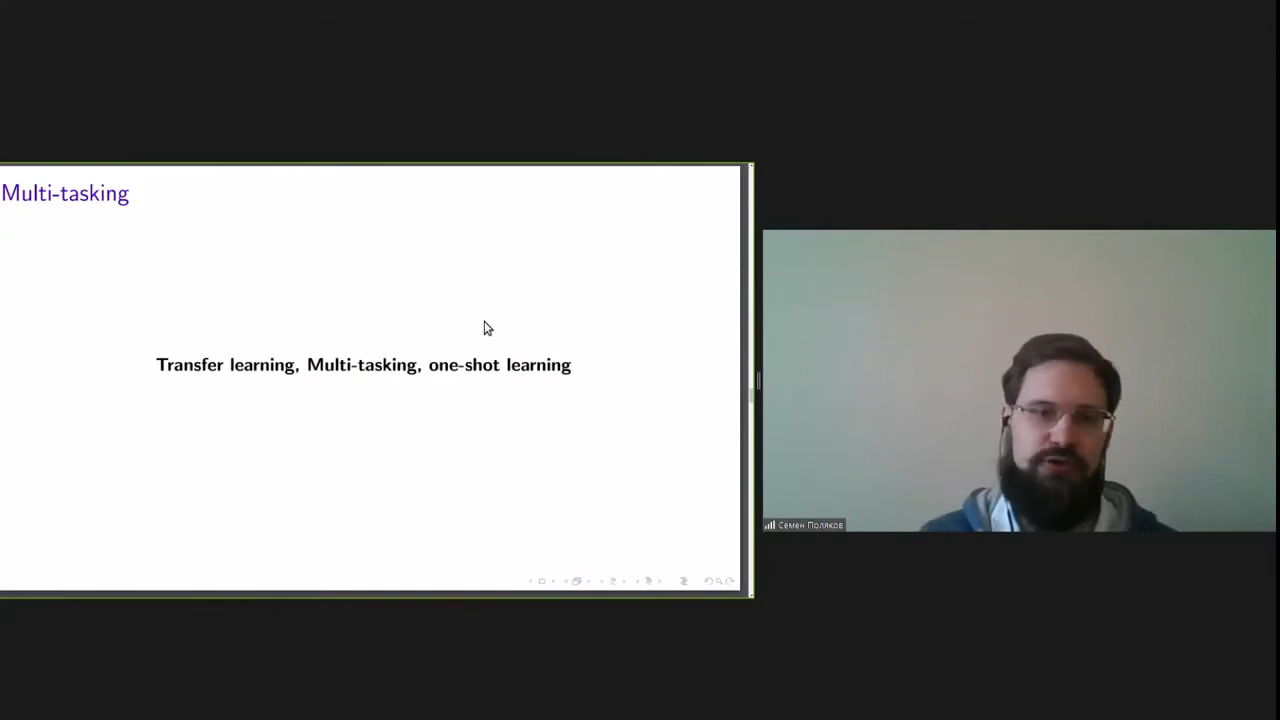 Multi-tasking
Transfer learning, Multi-tasking, one-shot learning
Семен Поляков